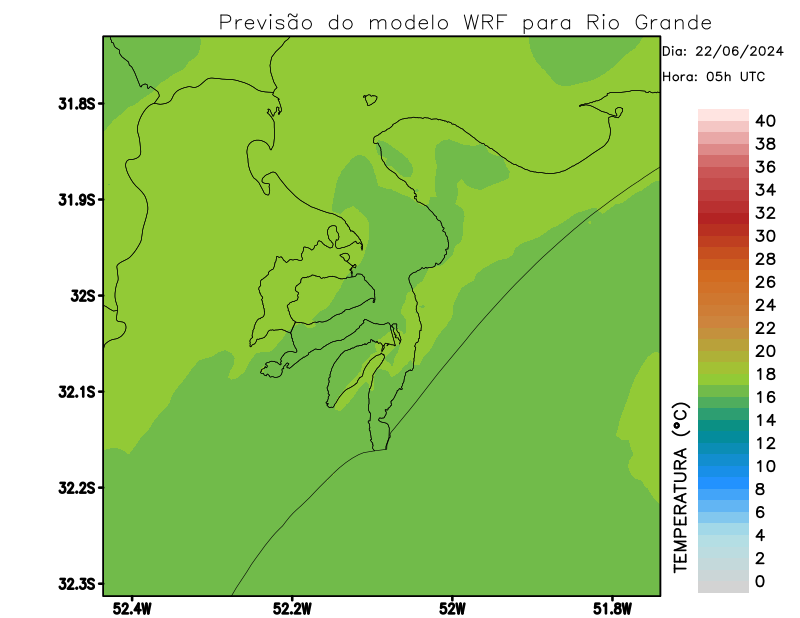 Previsão do modelo WRF para Rio Grande
Dia: 22/06/2024
Hora: 05h UTC
31.8S
31.9S
32S
32.1S
32.2S
32.3S
52.4W
52.2W
52W
51.8W
40
38
36
34
32
30
28
26
24
22
20
18
16
14
12
10
8
6
4
2
0
TEMPERATURA (°C)